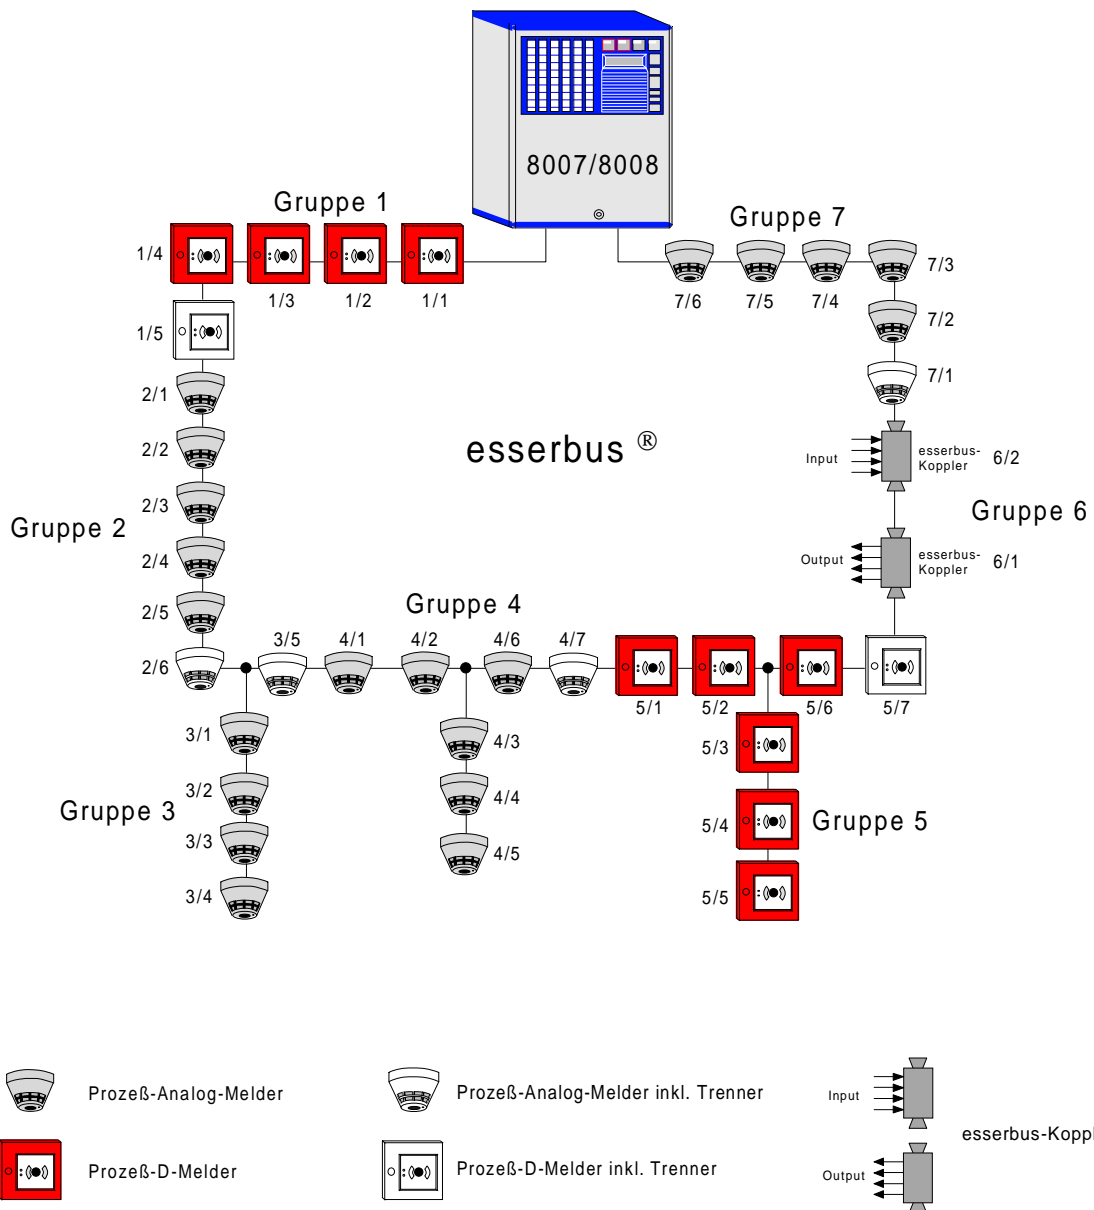 8007/8008
Gruppe 1
Gruppe 7
1/4
1/3
1/2
1/1
7/6
7/5
7/4
7/3
1/5
7/2
7/1
2/1
2/2
2/3
2/4
2/5
2/6
Gruppe 2
esserbus ®
Input
esserbus-
Koppler
6/2
Gruppe 6
Output
esserbus-
Koppler
6/1
Gruppe 4
3/5
4/1
4/2
4/6
4/7
5/1
5/2
5/6
5/7
3/1
3/2
3/3
3/4
Gruppe 3
4/3
4/4
4/5
5/3
5/4
5/5
Gruppe 5
Prozeß-Analog-Melder
Prozeß-Analog-Melder inkl. Trenner
Input
esserbus-Koppl
Prozeß-D-Melder
Prozeß-D-Melder inkl. Trenner
Output